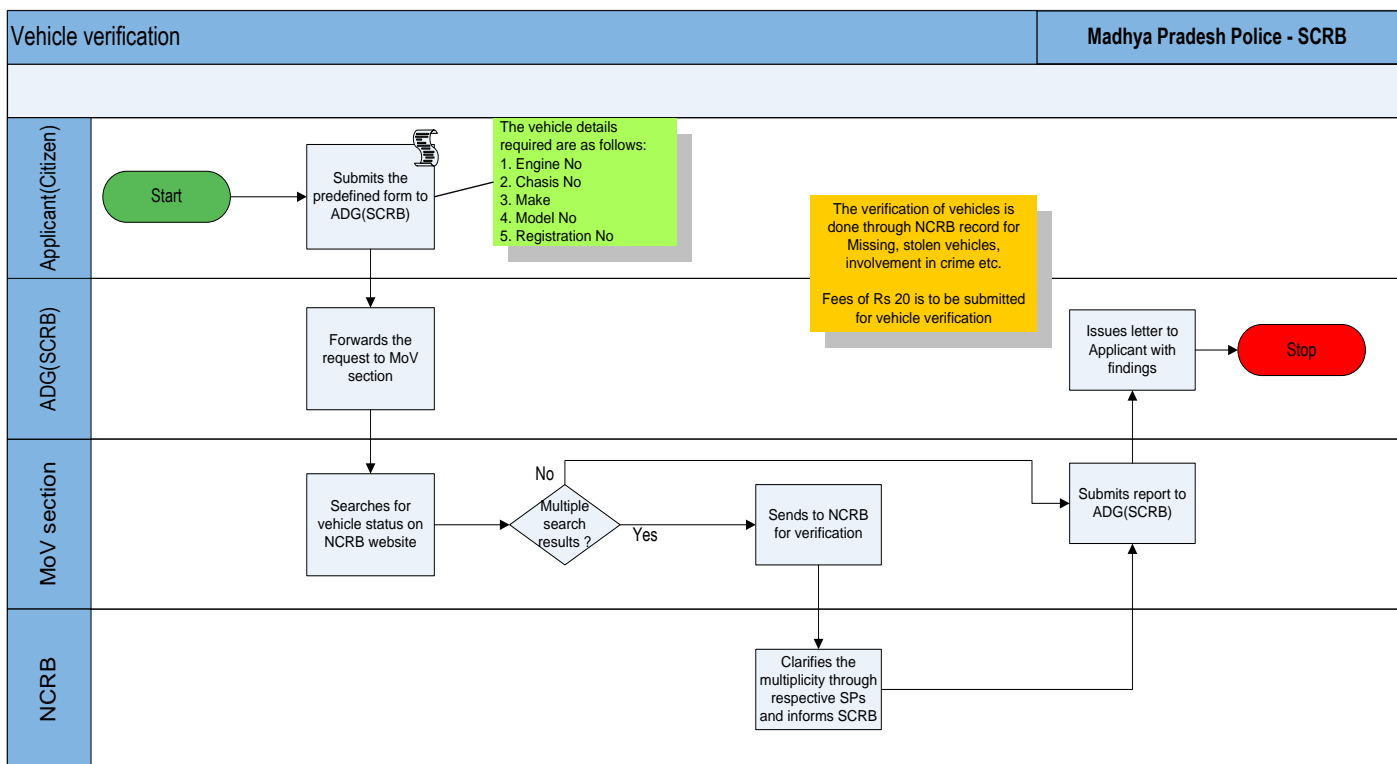 Vehicle verification
Madhya Pradesh Police - SCRB
Applicant(Citizen)
Start
Submits the
predefined form to
ADG(SCRB)
The vehicle details
required are as follows:
1. Engine No
2. Chasis No
3. Make
4. Model No
5. Registration No
The verification of vehicles is
done through NCRB record for
Missing, stolen vehicles,
involvement in crime etc.
Fees of Rs 20 is to be submitted
for vehicle verification
ADG(SCRB)
Forwards the
request to MoV
section
Issues letter to
Applicant with
findings
Stop
MoV section
Searches for
vehicle status on
NCRB website
Multiple
search
results ?
No
Yes
Sends to NCRB
for verification
Submits report to
ADG(SCRB)
NCRB
Clarifies the
multiplicity through
respective SPs
and informs SCRB